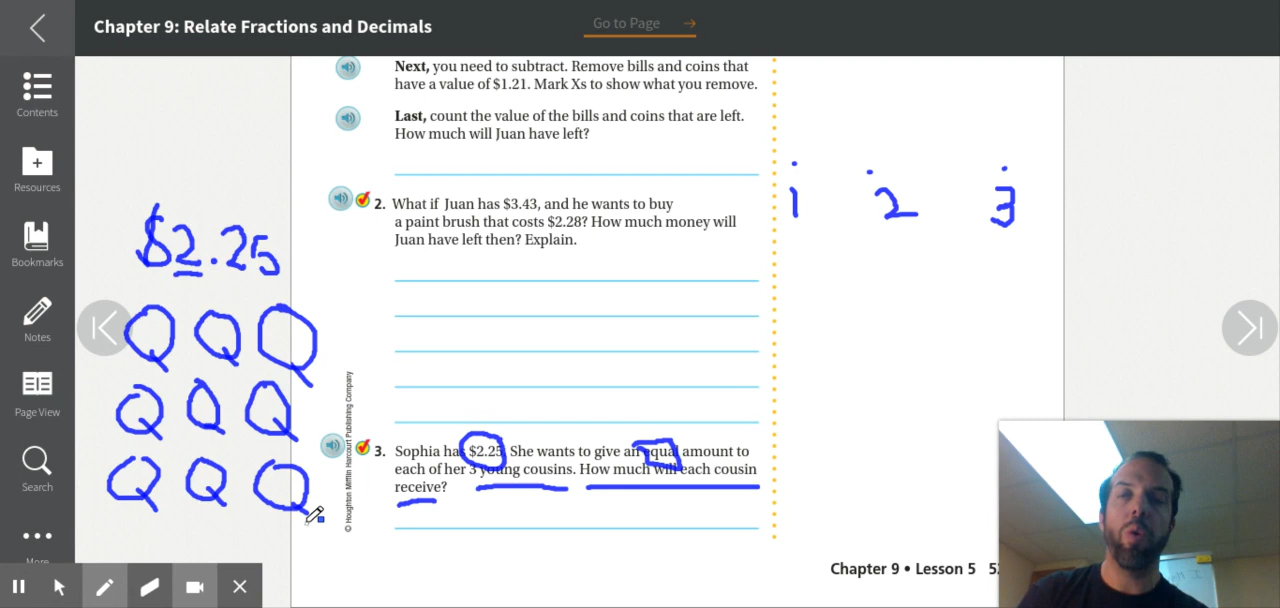 Chapter 9: Relate Fractions and Decimals
Go to Page →
Contents
Resources
Bookmarks
Notes
Page View
Search
More
Next, you need to subtract. Remove bills and coins that
have a value of $1.21. Mark Xs to show what you remove.
Last, count the value of the bills and coins that are left.
How much will Juan have left?
2. What if Juan has $3.43, and he wants to buy
a paint brush that costs $2.28? How much money will
Juan have left then? Explain.
3. Sophia has $2.25. She wants to give an equal amount to
each of her 3 young cousins. How much will each cousin
receive?
© Houghton Mifflin Harcourt Publishing Company
Chapter 9 • Lesson 5
$2.25
Q Q Q
Q Q Q
Q Q Q
1 2 3